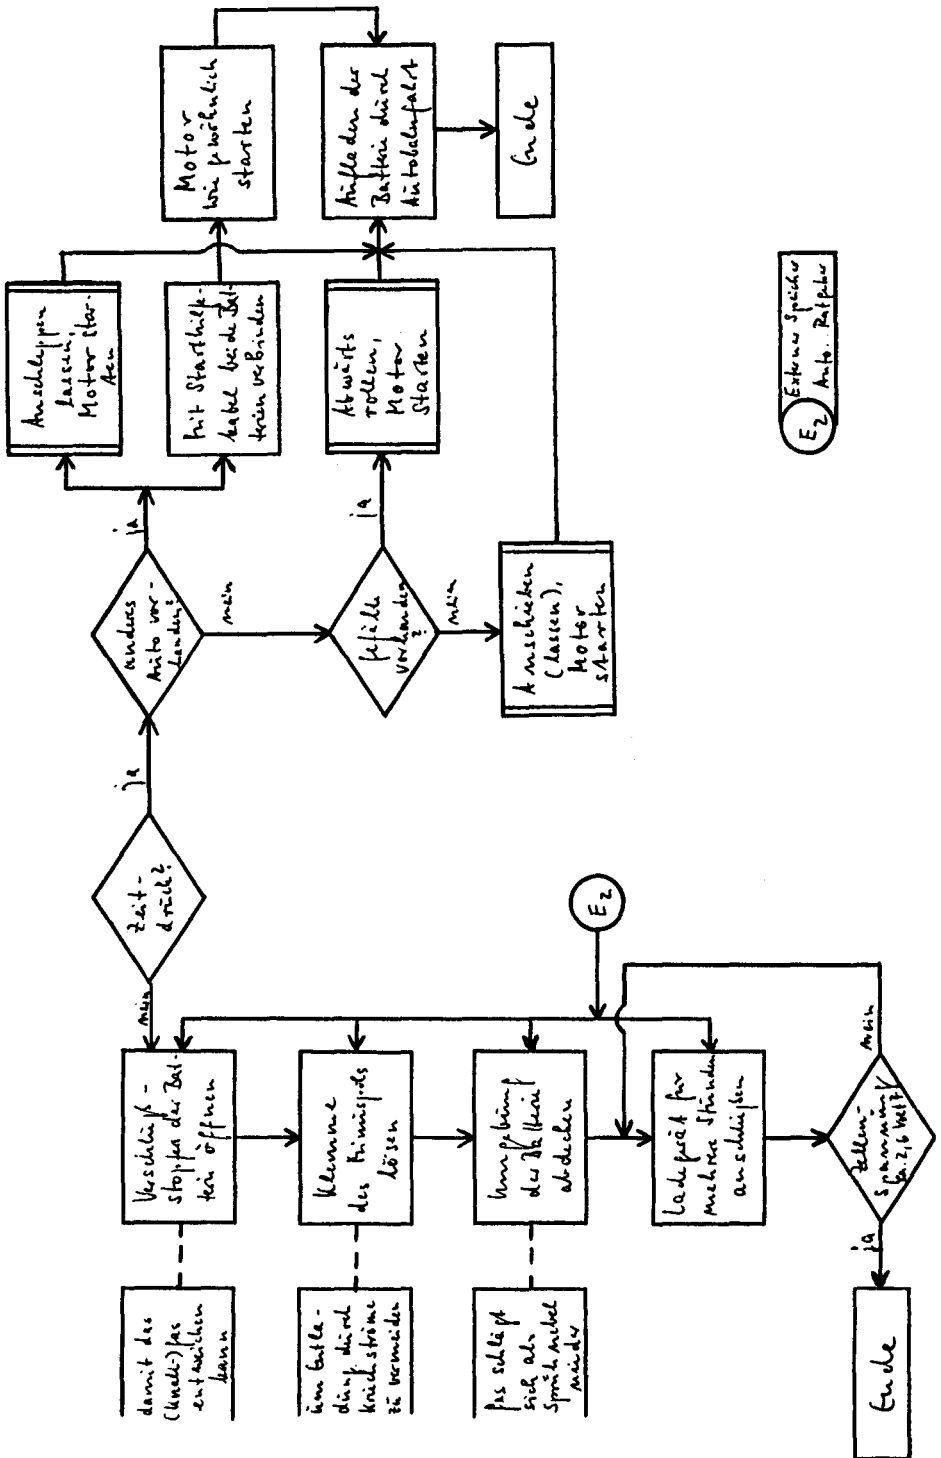 Zeit-
druck?
nein
ja
Verschluß-
stopfen der Bat-
terie öffnen
damit das
(Knall-)Gas
entweichen
kann
Klemme
des Minuspols
lösen
um Entla-
dung durch
Kriechströme
zu vermeiden
Umgebung
der Batterie
abdecken
Gas schlägt
sich als
Sprühnebel
nieder
Ladegerät für
mehrere Stunden
anschließen
E2
Zellen-
Spannung
ca. 2,6 Volt?
nein
ja
Ende
anderes
Auto vor-
handen?
ja
nein
Anschleppen
lassen,
Motor Star-
ten
Mit Starthilfe-
kabel beide Bat-
terien verbinden
Motor
wie gewöhnlich
starten
Gefälle
vorhanden
?
ja
nein
Abwärts
rollen,
Motor
Starten
Anschieben
(lassen),
Motor
starten
Aufladen der
Batterie durch
Autobahnfahrt
Ende
E2
Externer Speicher
Auto. Ratgeber